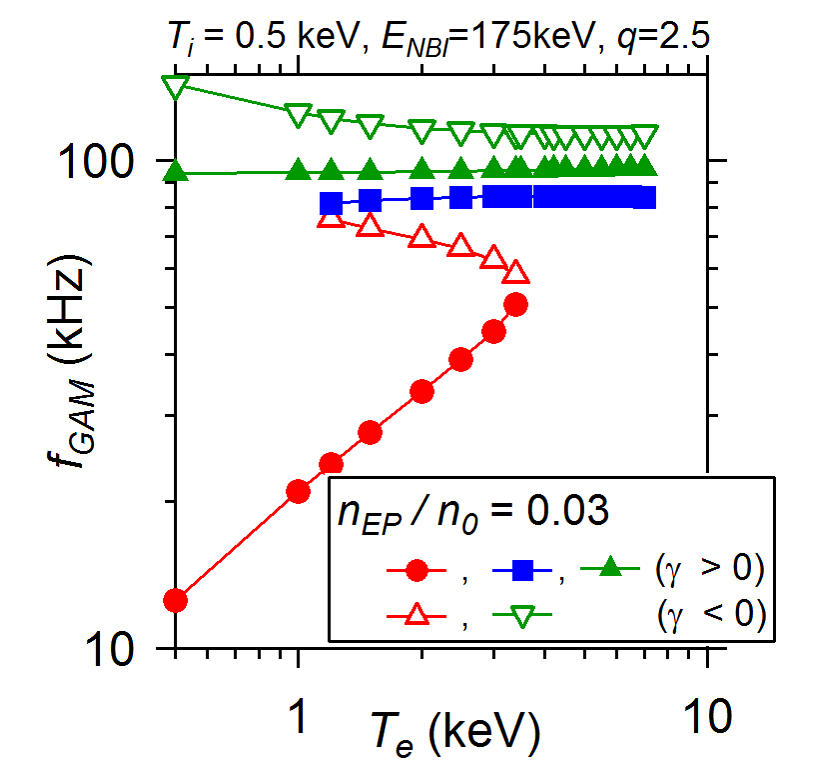 Ti = 0.5 keV, ENBI=175keV, q=2.5
100
10
fGAM (kHz)
nEP / n0 = 0.03
, , (γ > 0)
, (γ < 0)
1
10
Te (keV)